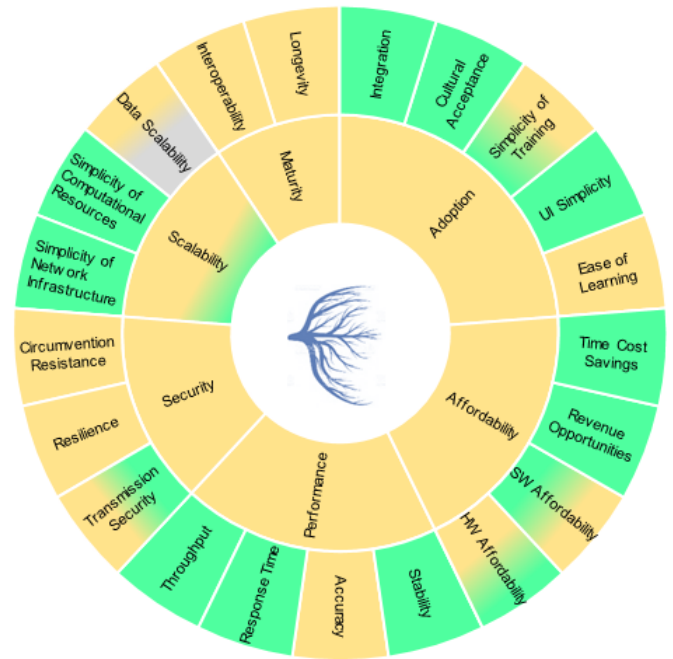 Integration
Cultural
Acceptance
Simplicity of
Training
UI Simplicity
Ease of
Learning
Time Cost
Savings
Revenue
Opportunities
SW Affordability
HW Affordability
Stability
Accuracy
Response Time
Throughput
Transmission
Security
Resilience
Circumvention
Resistance
Simplicity of
Network
Infrastructure
Simplicity of
Computational
Resources
Data Scalability
Interoperability
Longevity
Adoption
Affordability
Performance
Security
Scalability
Maturity